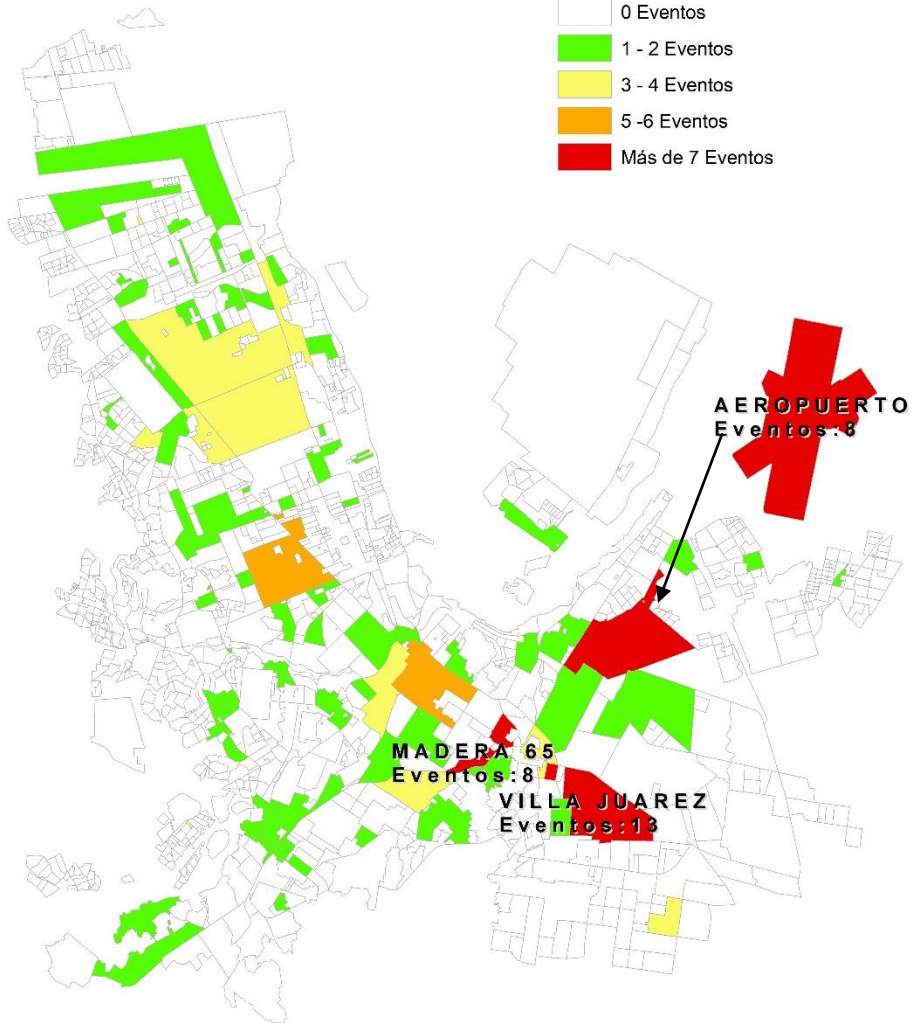 0 Eventos
1 - 2 Eventos
3 - 4 Eventos
5 -6 Eventos
Más de 7 Eventos
AEROPUERTO
Eventos:8
MADERA 65
Eventos:8
VILLA JUAREZ
Eventos:13